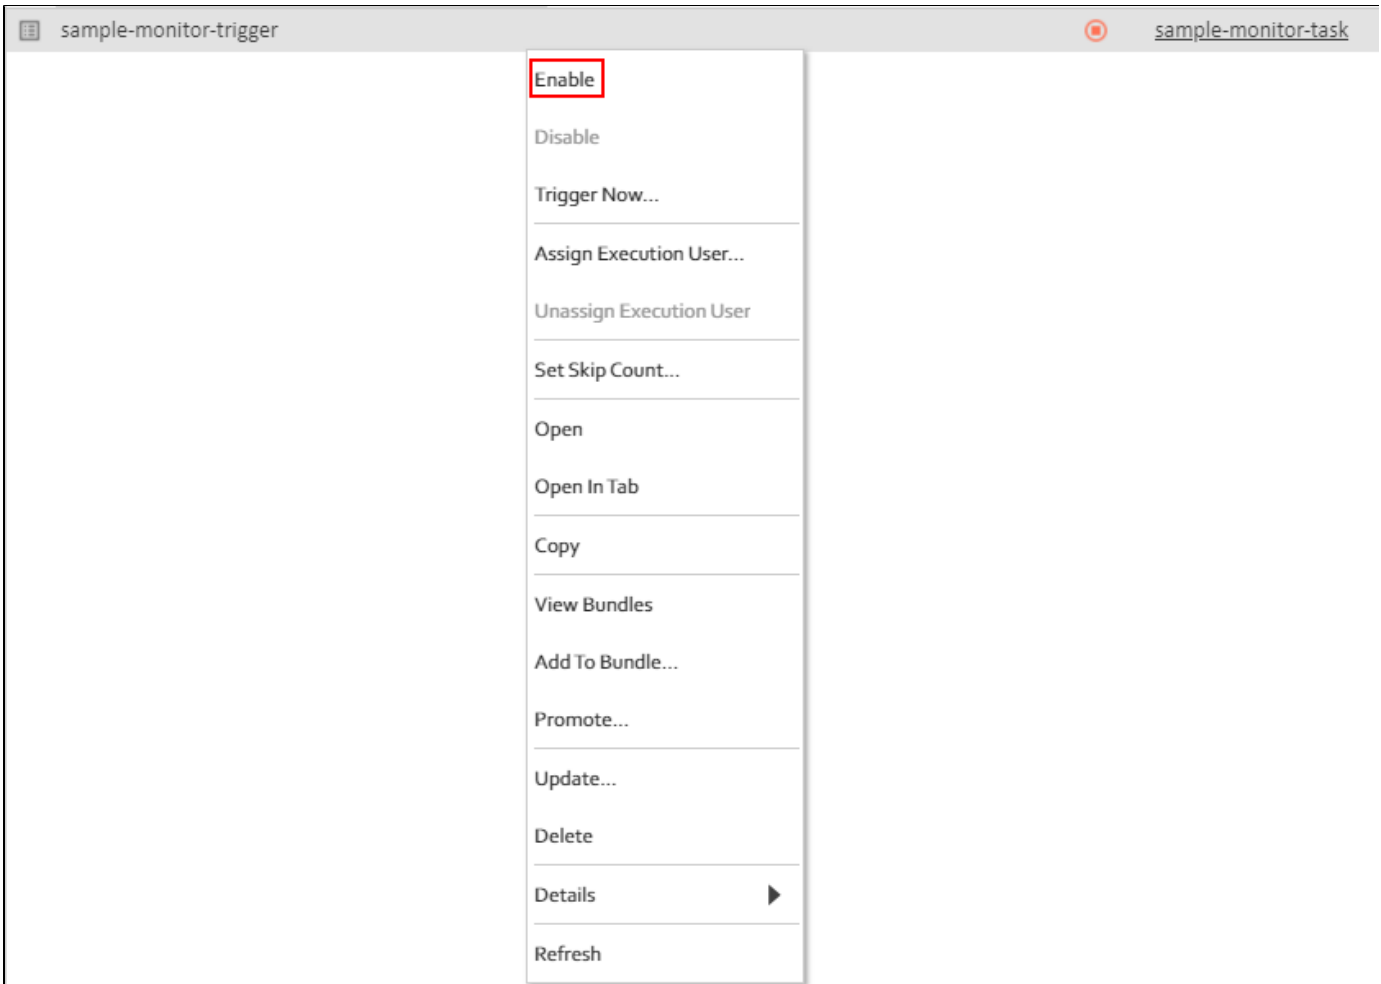 sample-monitor-trigger sample-monitor-task
Enable
Disable
Trigger Now...
Assign Execution User...
Unassign Execution User
Set Skip Count...
Open
Open In Tab
Copy
View Bundles
Add To Bundle...
Promote...
Update...
Delete
Details
Refresh